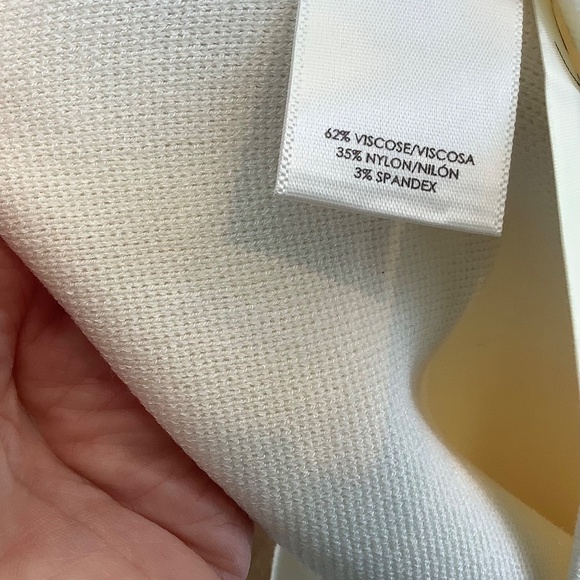 62% VISCOSE/VISCOSA
35% NYLON/NILÓN
3% SPANDEX